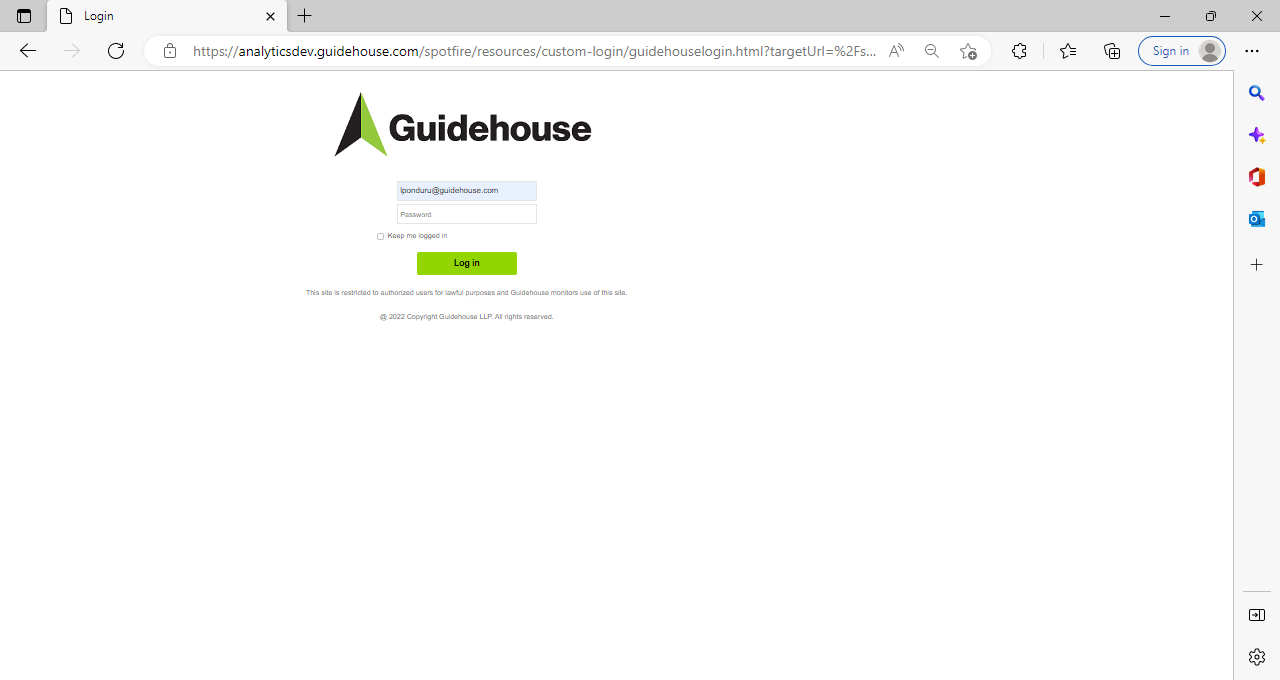 Login
https://analyticsdev.guidehouse.com/spotfire/resources/custom-login/guidehouselogin.html?targetUrl=%2Fs...
Sign in
Guidehouse
lponduru@guidehouse.com
Password
Keep me logged in
Log in
This site is restricted to authorized users for lawful purposes and Guidehouse monitors use of this site.
@ 2022 Copyright Guidehouse LLP. All rights reserved.